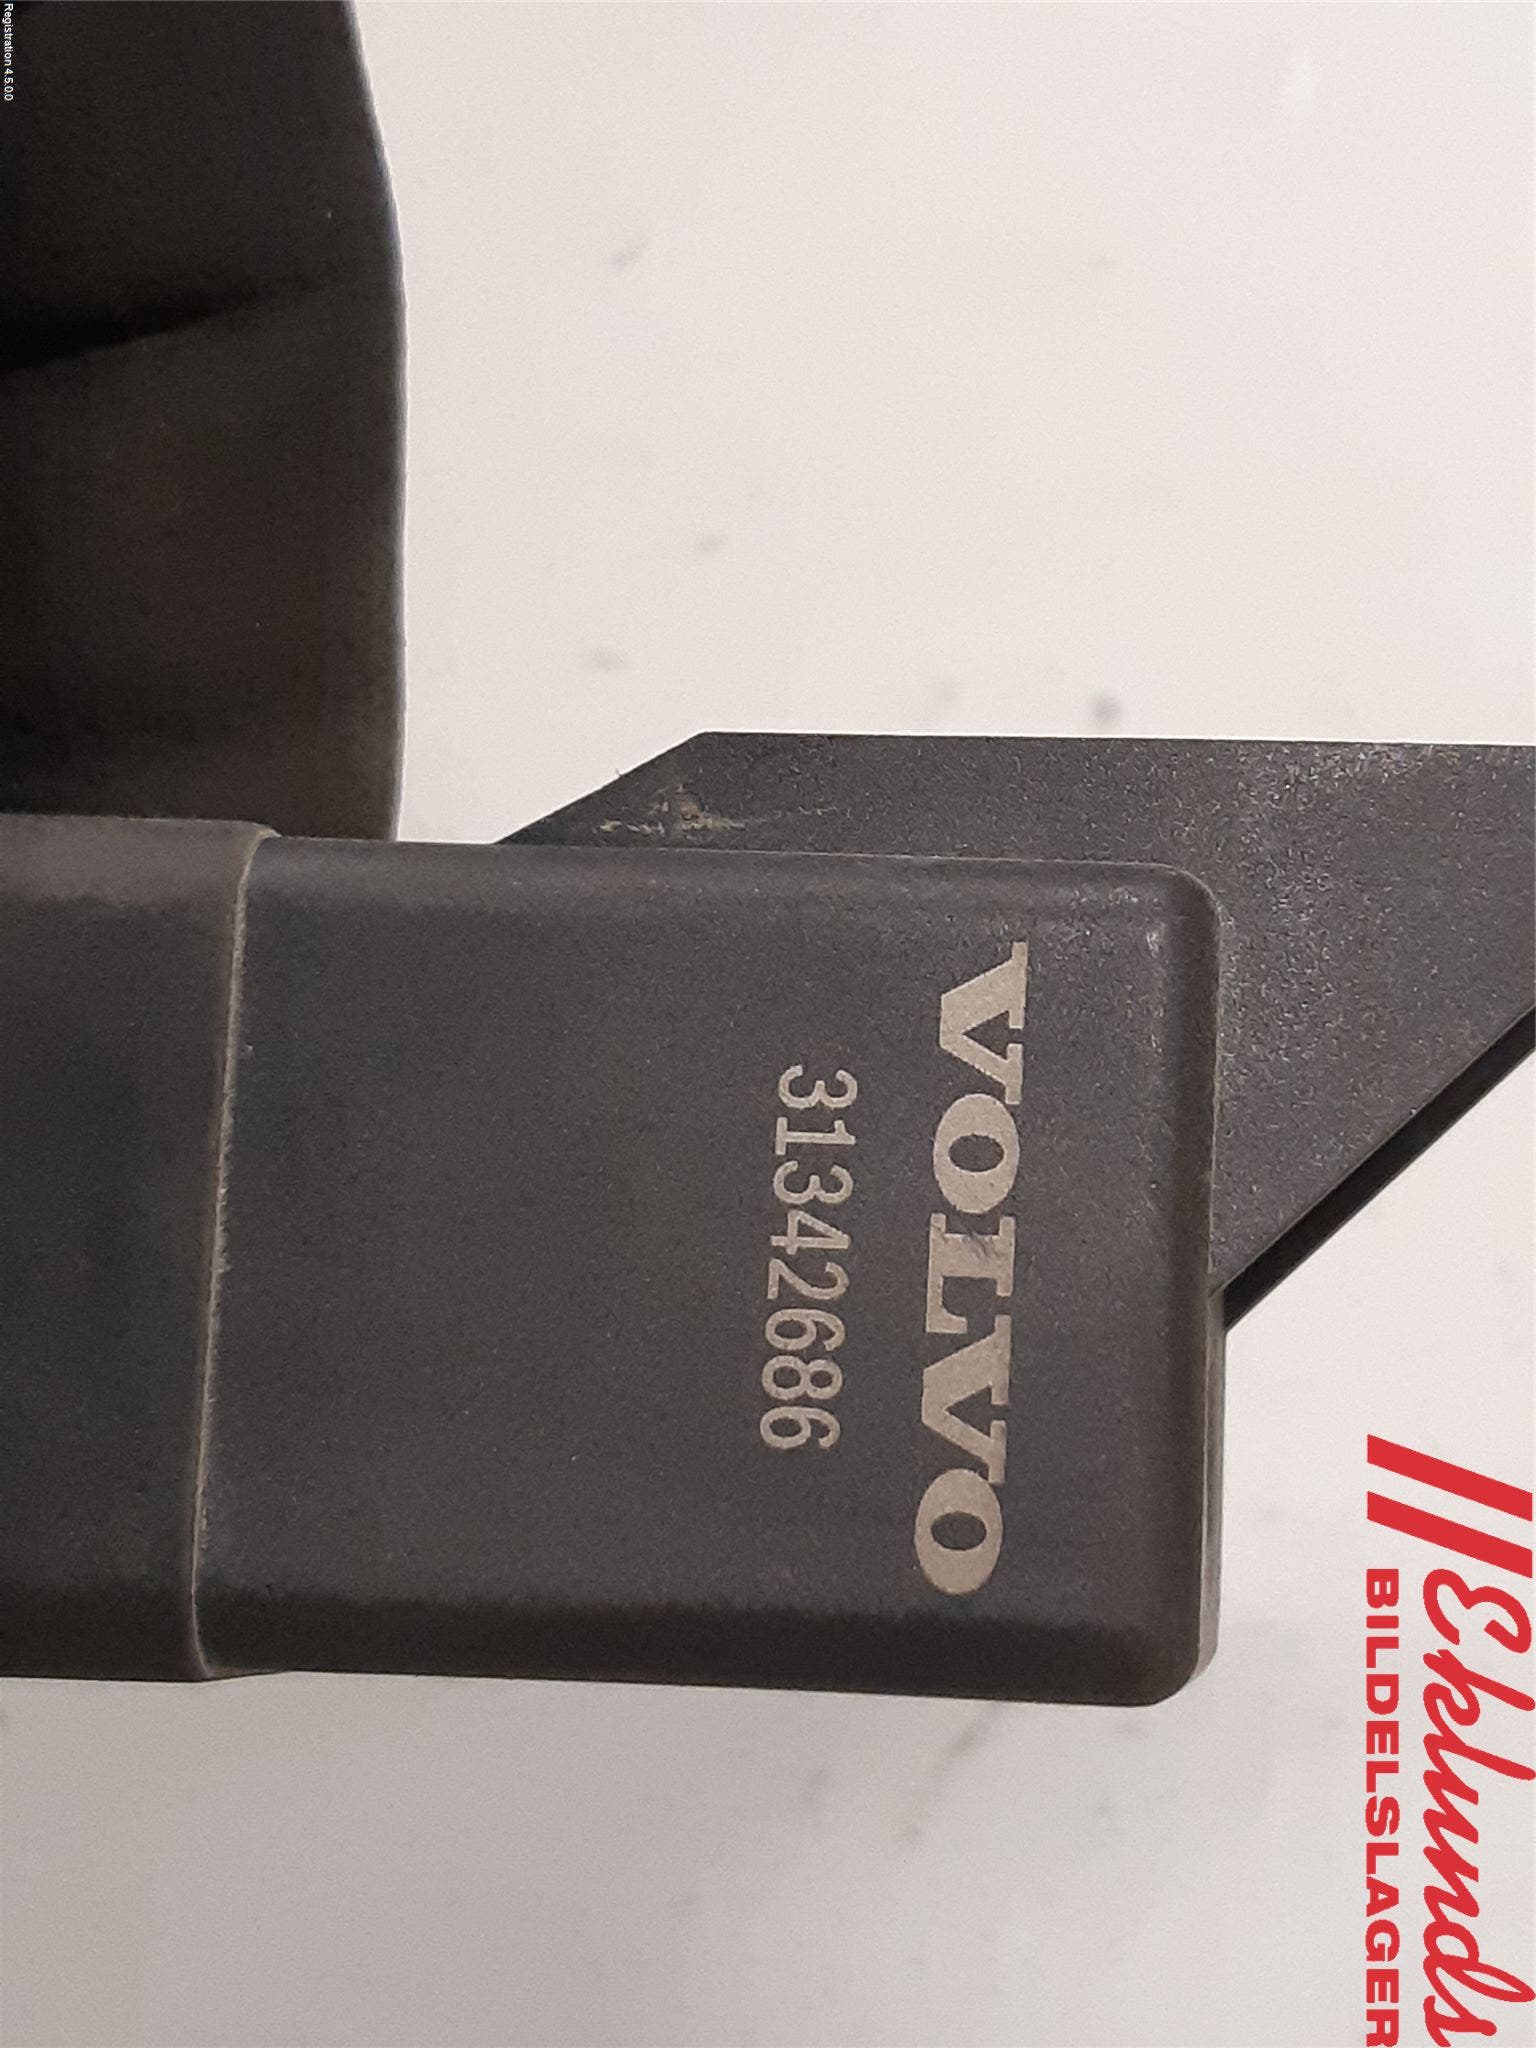 Registration 4.5.0.0
VOLVO
31342686
Eklunds
BILDELSLAGER